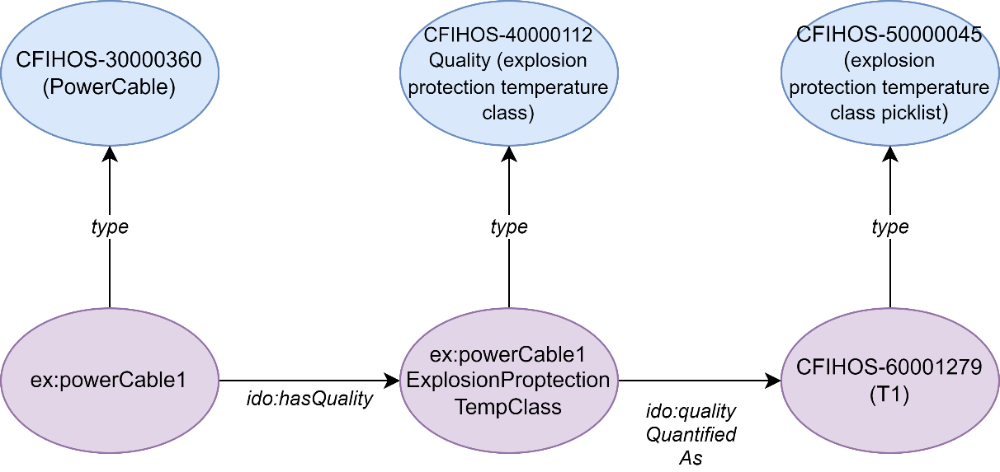 CFIHOS-30000360
(PowerCable)
CFIHOS-40000112
Quality (explosion
protection temperature
class)
CFIHOS-50000045
(explosion
protection temperature
class picklist)
type
type
type
ex:powerCable1
ido:hasQuality
ex:powerCable1
ExplosionProptection
TempClass
ido:quality
Quantified
As
CFIHOS-60001279
(T1)